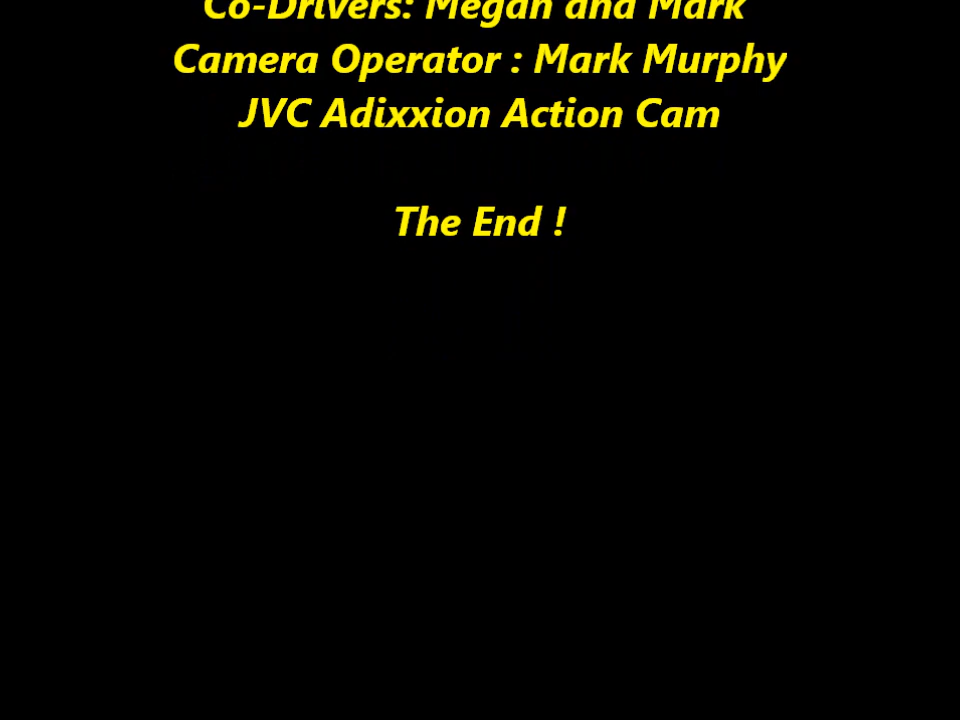 Co-Drivers: Megan and Mark
Camera Operator : Mark Murphy
JVC Adixxion Action Cam
The End !